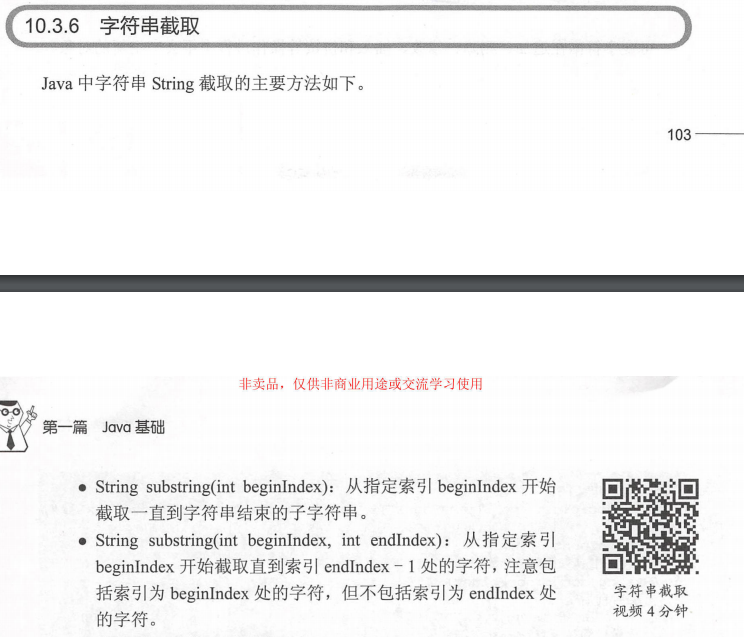 10.3.6 字符串截取
Java 中字符串 String 截取的主要方法如下。
103
非卖品，仅供非商业用途或交流学习使用
第一篇 Java 基础
● String substring(int beginIndex)：从指定索引 beginIndex 开始
截取一直到字符串结束的子字符串。
● String substring(int beginIndex, int endIndex)：从指定索引
beginIndex 开始截取直到索引 endIndex－1 处的字符，注意包
括索引为 beginIndex 处的字符，但不包括索引为 endIndex 处
的字符。
字符串截取
视频 4 分钟